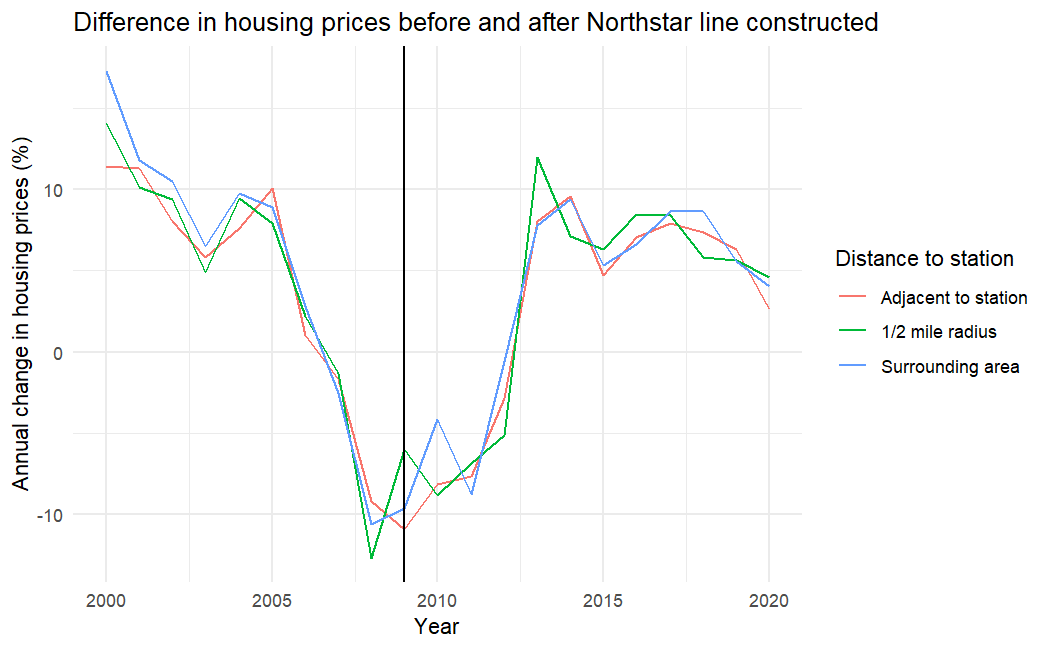 Difference in housing prices before and after Northstar line constructed
Annual change in housing prices (%)
10
0
-10
2000
2005
2010
2015
2020
Year
Distance to station
Adjacent to station
1/2 mile radius
Surrounding area